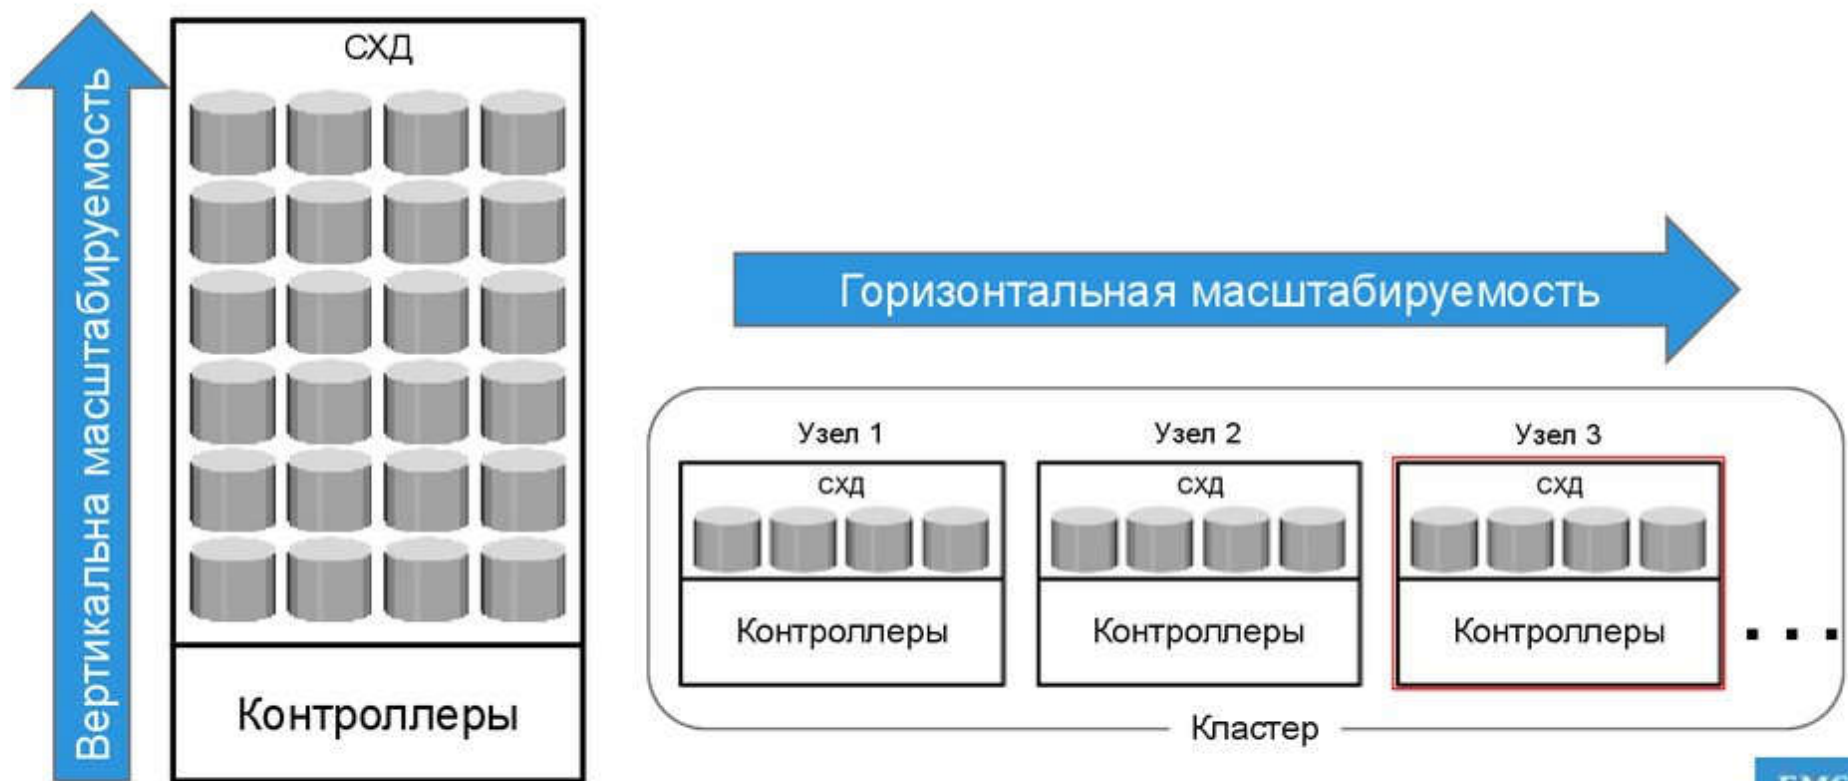 Вертикальна масштабируемость
СХД
Контроллеры
Горизонтальная масштабируемость
Узел 1
Узел 2
Узел 3
СХД
СХД
СХД
Контроллеры
Контроллеры
Контроллеры
. . .
Кластер